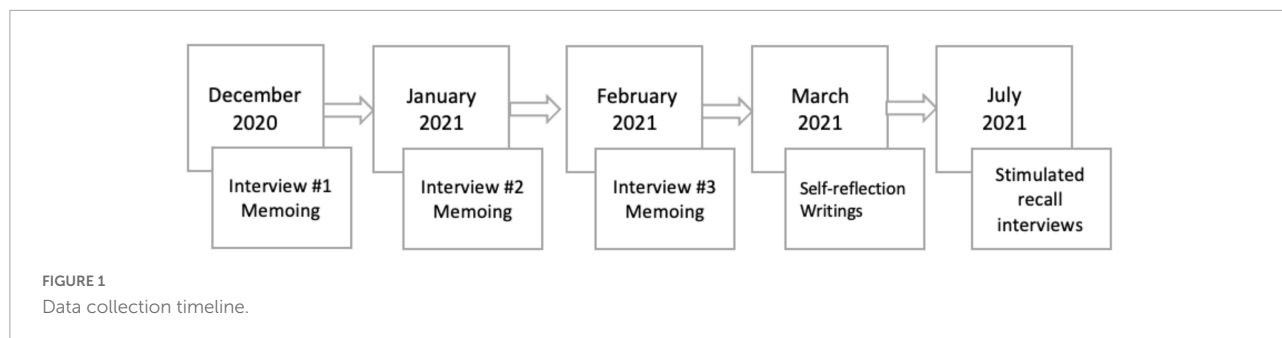 December
2020
Interview #1
Memoing
January
2021
Interview #2
Memoing
February
2021
Interview #3
Memoing
March
2021
Self-reflection
Writings
July
2021
Stimulated
recall
interviews
FIGURE 1
Data collection timeline.